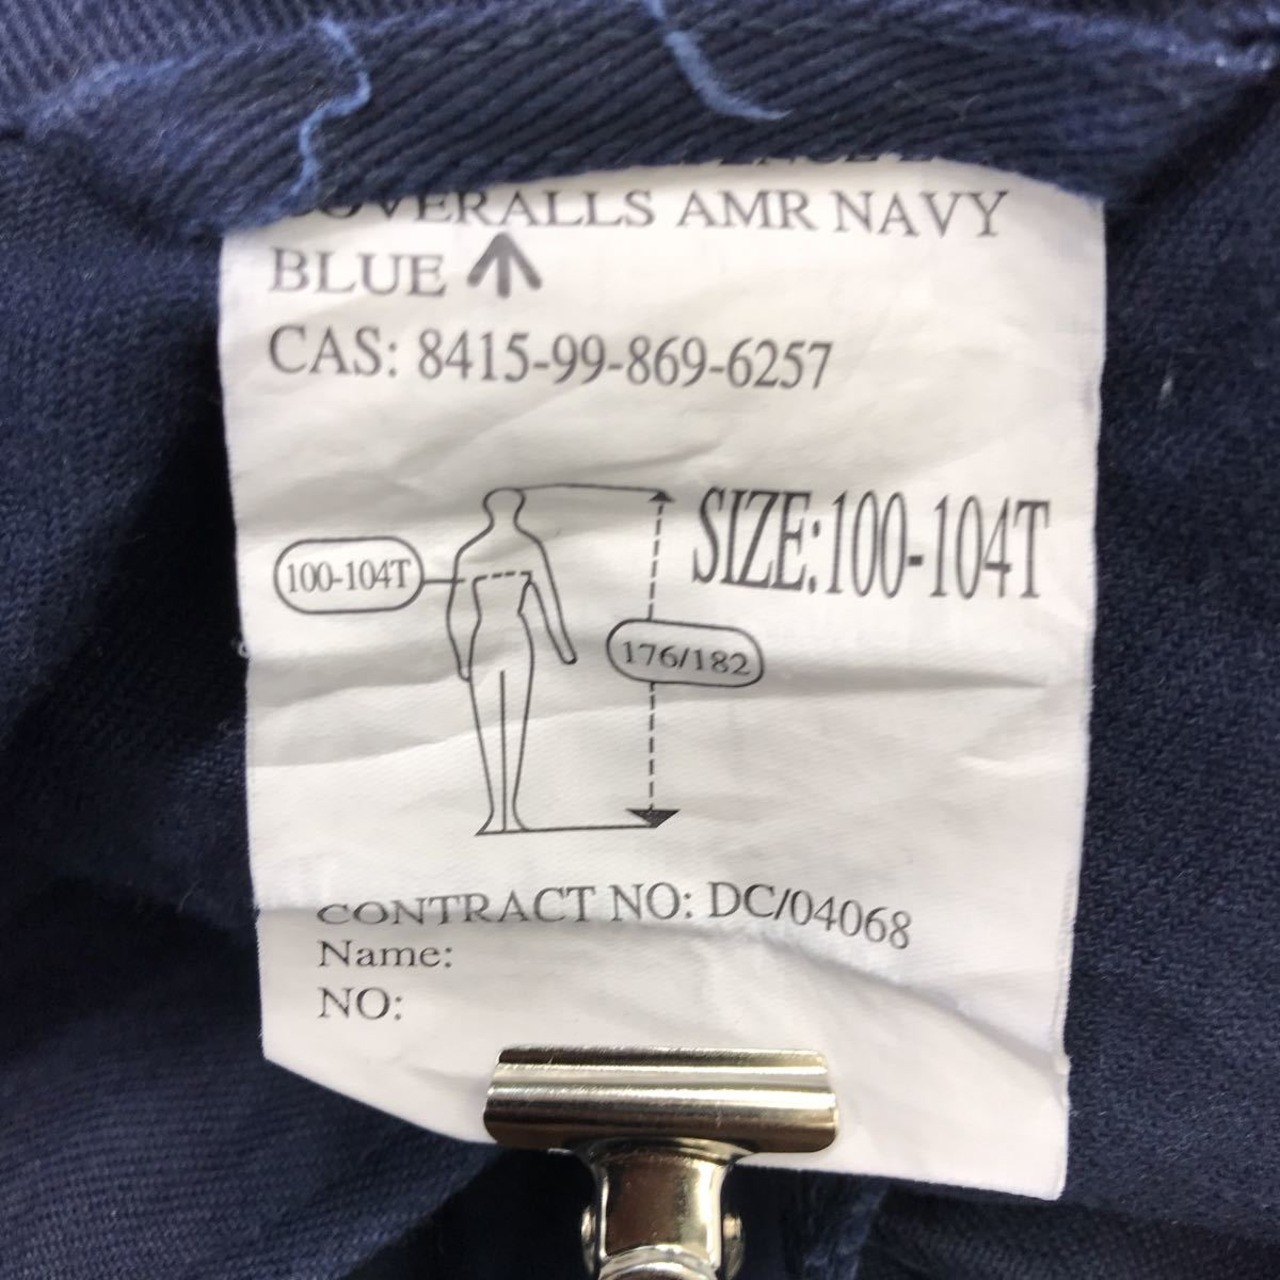 COVERALLS AMR NAVY
BLUE
CAS: 8415-99-869-6257
SIZE:100-104T
100-104T
176/182
CONTRACT NO: DC/04068
Name:
NO: